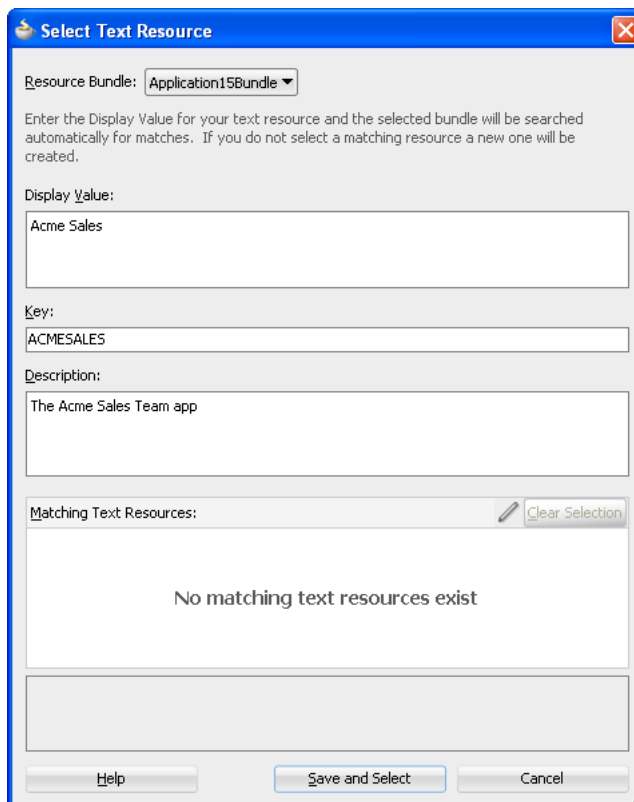 Select Text Resource
Resource Bundle: Application15Bundle
Enter the Display Value for your text resource and the selected bundle will be searched
automatically for matches. If you do not select a matching resource a new one will be
created.
Display Value:
Acme Sales
Key:
ACMESALES
Description:
The Acme Sales Team app
Matching Text Resources: Clear Selection
No matching text resources exist
Help Save and Select Cancel